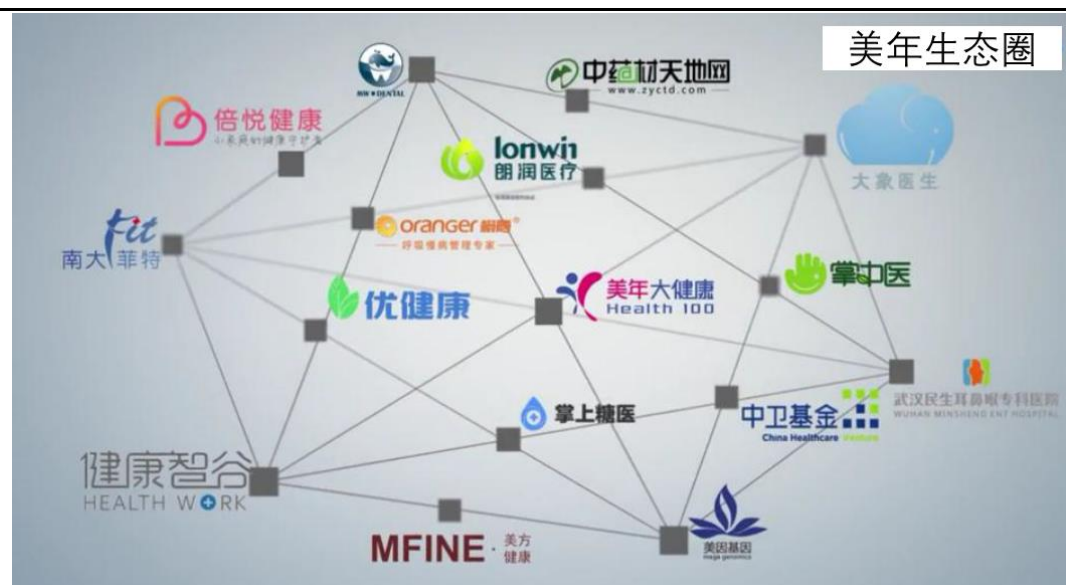 美年生态圈
MW DENTAL
中药材天地网
www.zyctd.com
倍悦健康
lonwin
朗润医疗
大象医生
Fit
南大菲特
oranger
呼吸慢病管理专家
优健康
美年大健康
Health 100
掌中医
掌上糖医
中卫基金
China Healthcare Venture
武汉民生耳鼻喉专科医院
WUHAN MINSHENG ENT HOSPITAL
健康智谷
HEALTH WORK
MFINE · 美方
健康
美因基因
mega genomics